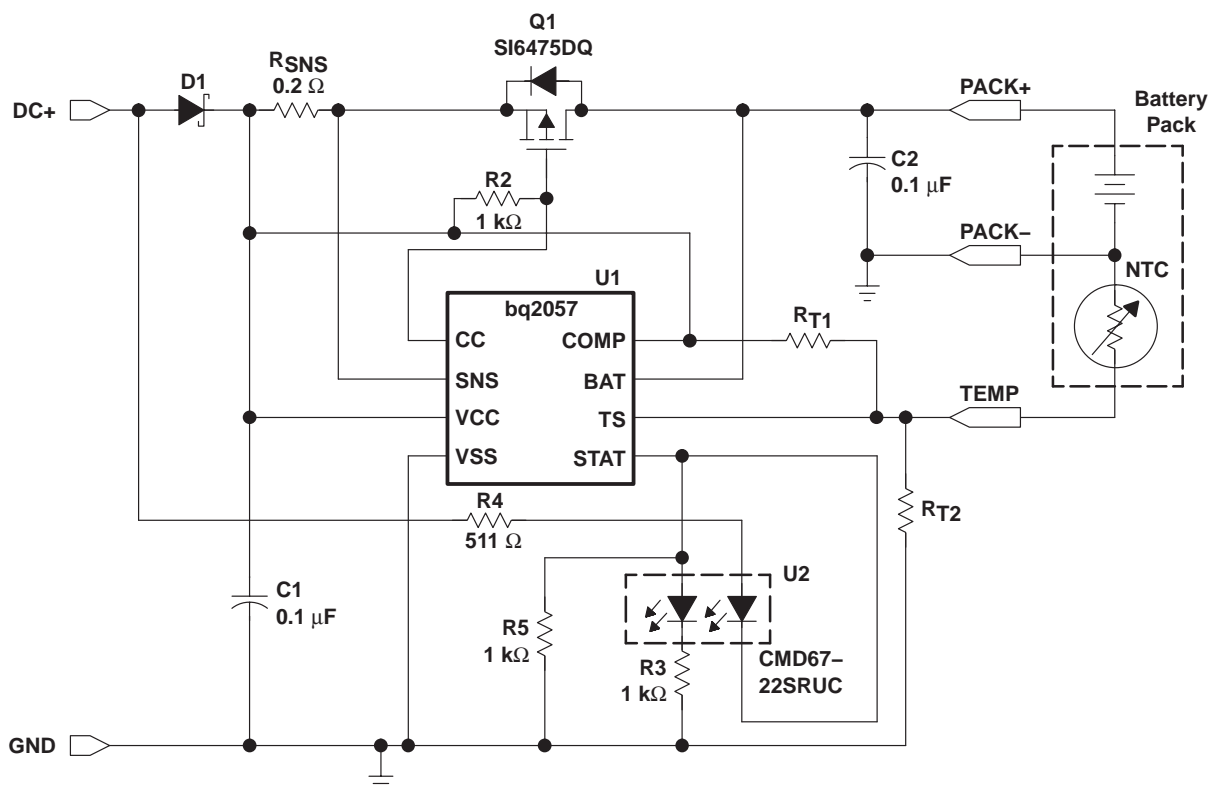 Q1
SI6475DQ
RSNS
0.2 Ω
D1
DC+
PACK+
Battery
Pack
C2
0.1 μF
R2
1 kΩ
PACK–
NTC
U1
bq2057
CC
COMP
RT1
SNS
BAT
TEMP
VCC
TS
VSS
STAT
R4
511 Ω
RT2
U2
C1
0.1 μF
R5
1 kΩ
R3
1 kΩ
CMD67–
22SRUC
GND